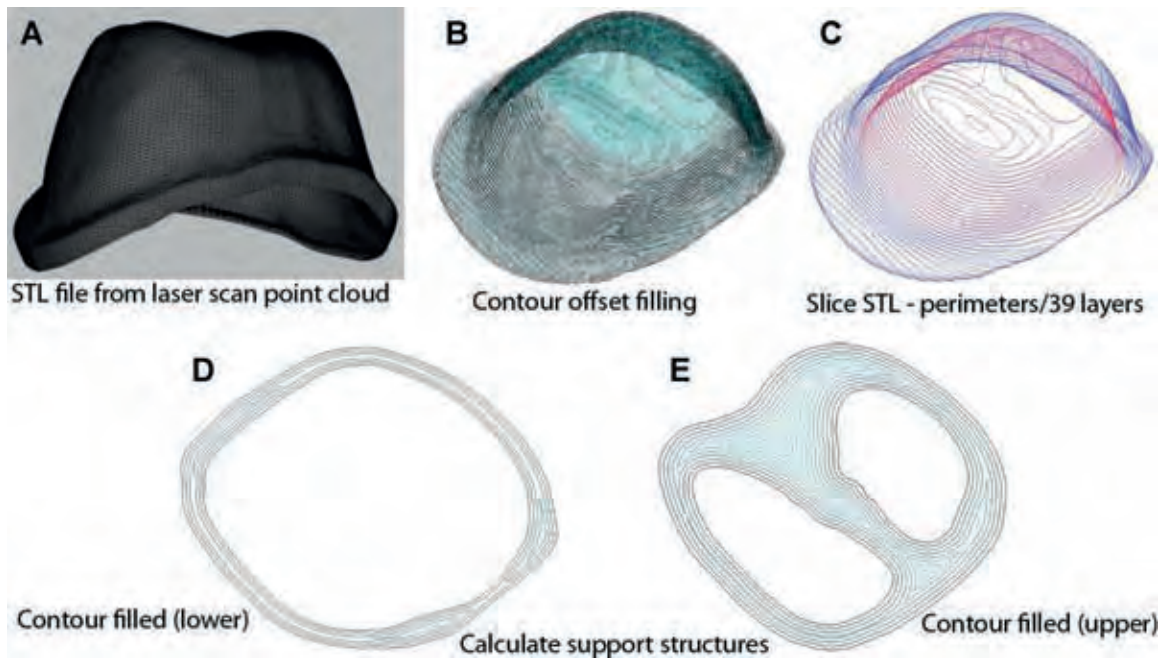 A
B
C
STL file from laser scan point cloud
Contour offset filling
Slice STL - perimeters/39 layers
D
E
Contour filled (lower)
Calculate support structures
Contour filled (upper)